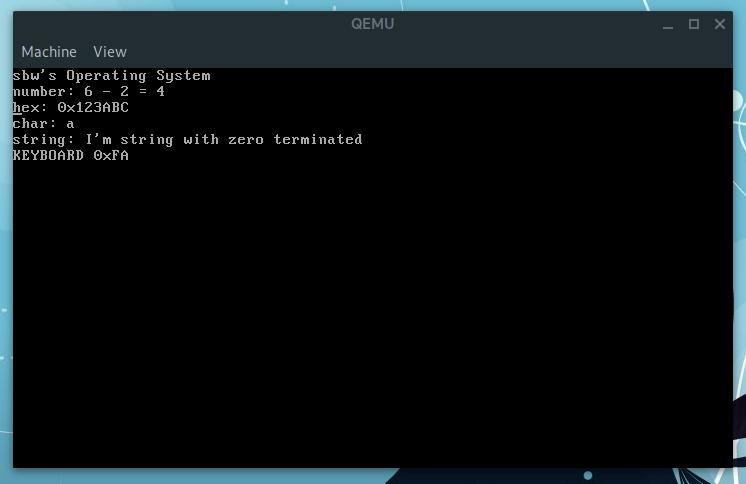 QEMU
Machine View
sbw's Operating System
number: 6 - 2 = 4
hex: 0x123ABC
char: a
string: I'm string with zero terminated
KEYBOARD 0xFA